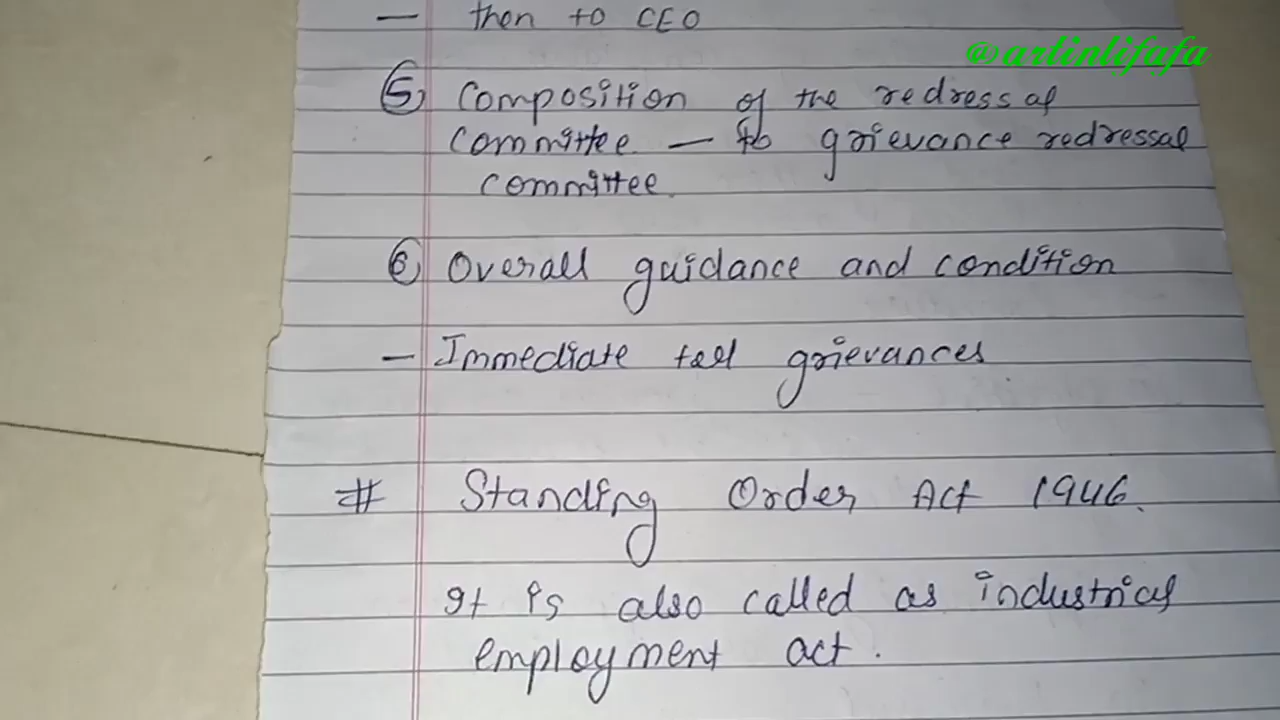 — then to CEO
@artinlifafa
5) Composition of the redressal
committee — to grievance redressal
committee.
6) Overall guidance and condition
— Immediate tell grievances
# Standing Order Act 1946.
It is also called as industrial
employment act.